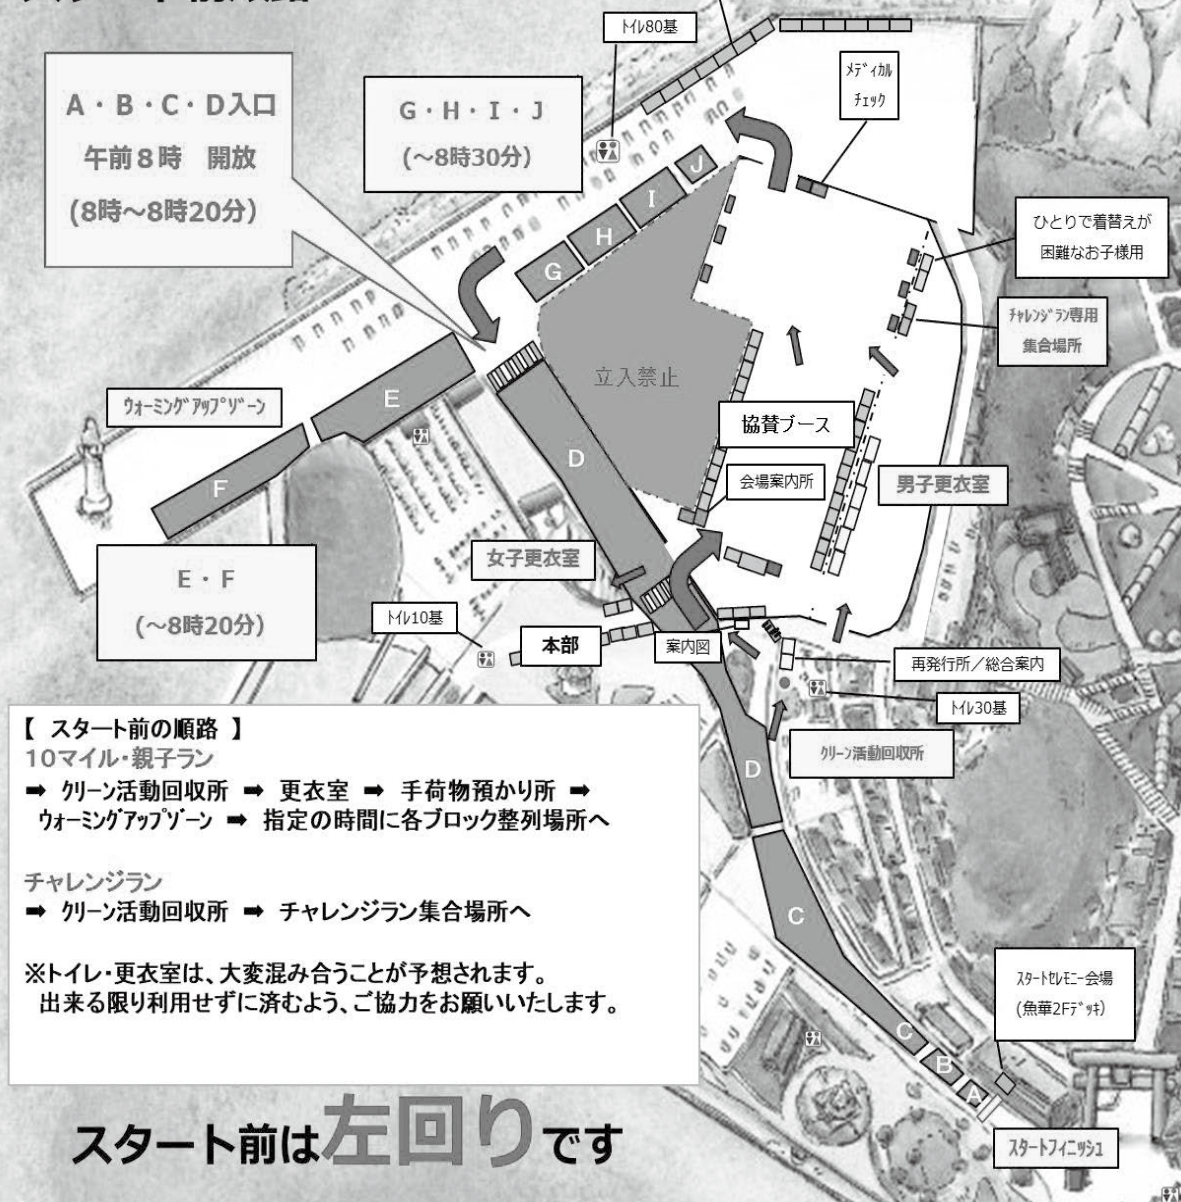 トイレ80基
A・B・C・D入口
午前8時　開放
(8時～8時20分)
G・H・I・J
(～8時30分)
メディカル
チェック
J
I
H
G
ひとりで着替えが
困難なお子様用
チャレンジラン専用
集合場所
立入禁止
ウォーミングアップゾーン
E
F
D
協賛ブース
会場案内所
男子更衣室
E・F
(～8時20分)
女子更衣室
トイレ10基
本部
案内図
再発行所／総合案内
トイレ30基
クリーン活動回収所
【 スタート前の順路 】
10マイル・親子ラン
➡ クリーン活動回収所 ➡ 更衣室 ➡ 手荷物預かり所 ➡
ウォーミングアップゾーン ➡ 指定の時間に各ブロック整列場所へ
チャレンジラン
➡ クリーン活動回収所 ➡ チャレンジラン集合場所へ
※トイレ・更衣室は、大変混み合うことが予想されます。
出来る限り利用せずに済むよう、ご協力をお願いいたします。
D
C
C
B
A
スタートセレモニー会場
(魚華2Fデッキ)
スタートフィニッシュ
スタート前は左回りです